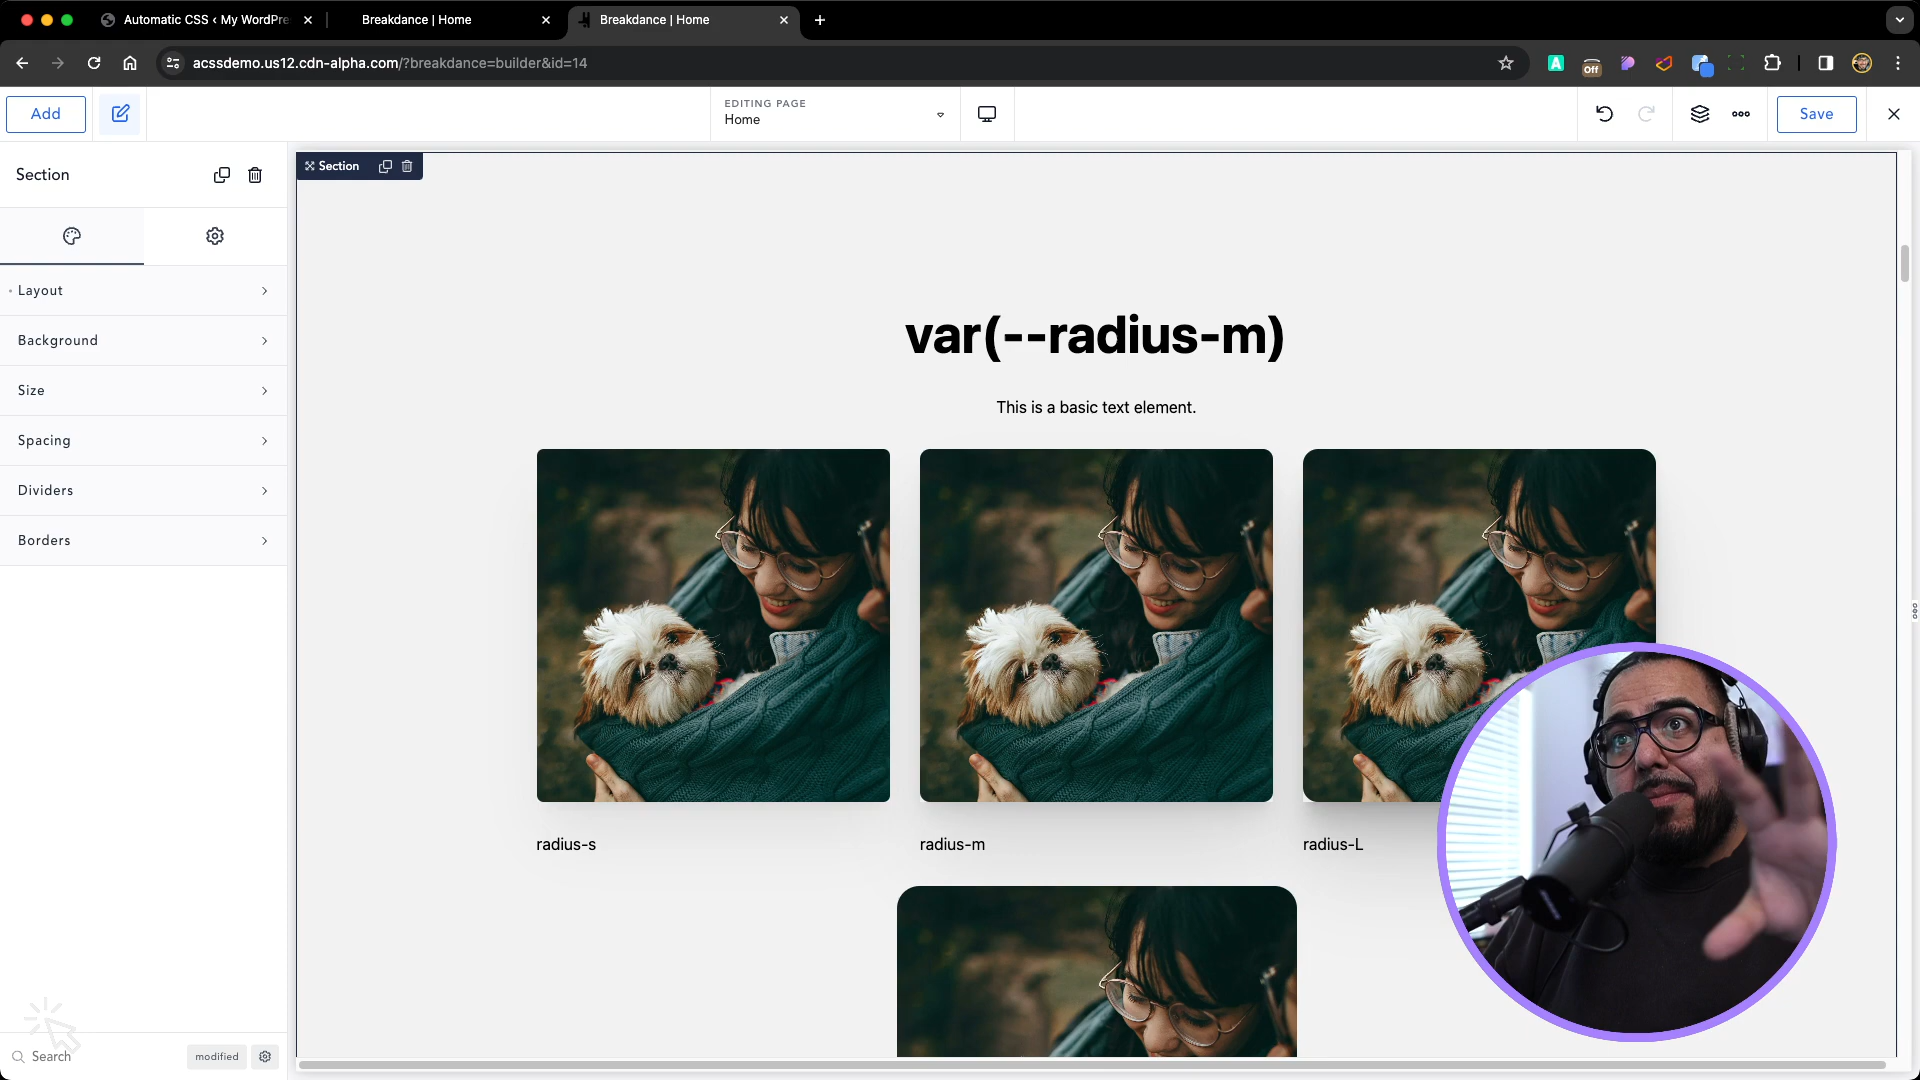 Automatic CSS ‹ My WordPre
Breakdance | Home
Breakdance | Home
acssdemo.us12.cdn-alpha.com/?breakdance=builder&id=14
A
Off
Add
EDITING PAGE
Home
Save
Section
Section
Layout
Background
Size
Spacing
Dividers
Borders
var(--radius-m)
This is a basic text element.
radius-s
radius-m
radius-L
Search
modified